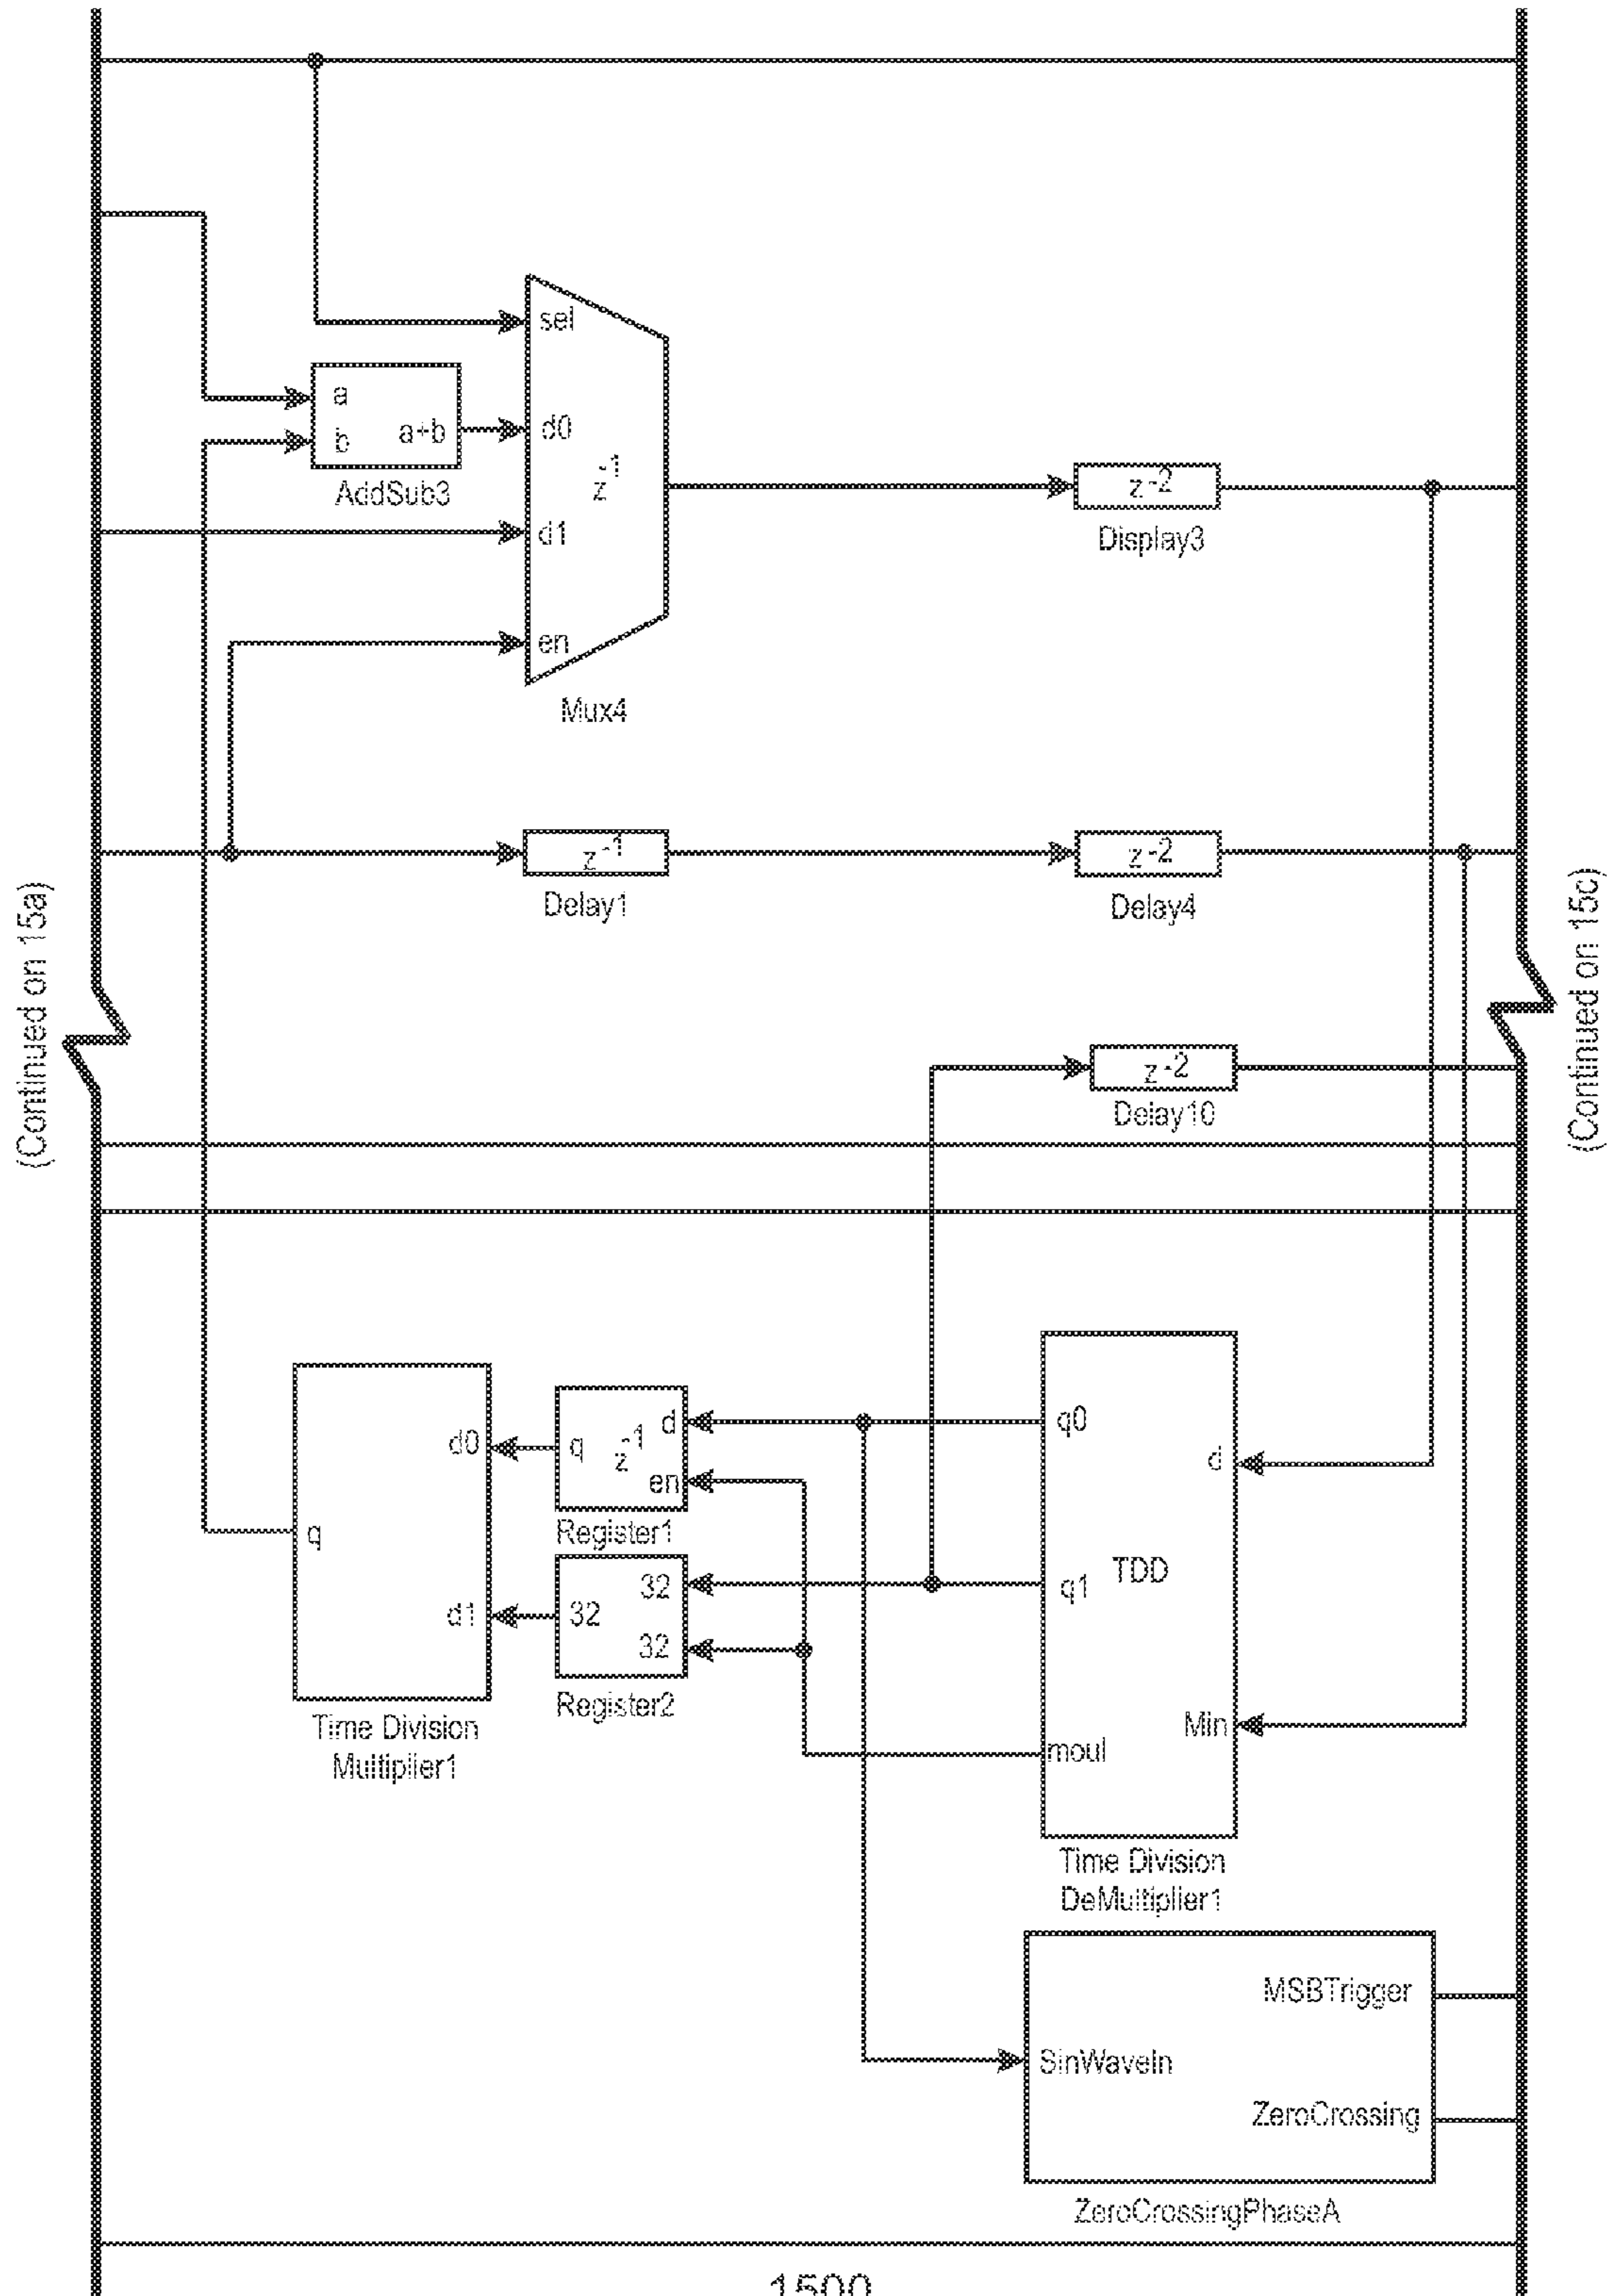 sel
a
b
a+b
AddSub3
d0
z-1
d1
en
Mux4
z-2
Display3
z-1
Delay1
z-2
Delay4
(Continued on 15a)
(Continued on 15c)
z-2
Delay10
q
d0
d1
Time Division
Multiplier1
d
q z-1
en
Register1
32
32
32
Register2
q0
d
q1
TDD
Min
moul
Time Division
DeMultiplier1
MSBTrigger
SinWaveIn
ZeroCrossing
ZeroCrossingPhaseA
1500